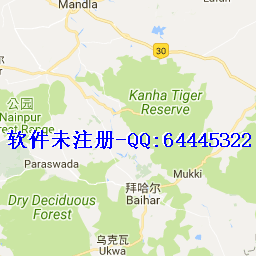 Mandla
30
Kanha Tiger
Reserve
公园
Nainpur
软件未注册-QQ:64445322
Paraswada
Mukki
拜哈尔
Baihar
Dry Deciduous
Forest
乌克瓦
Ukwa